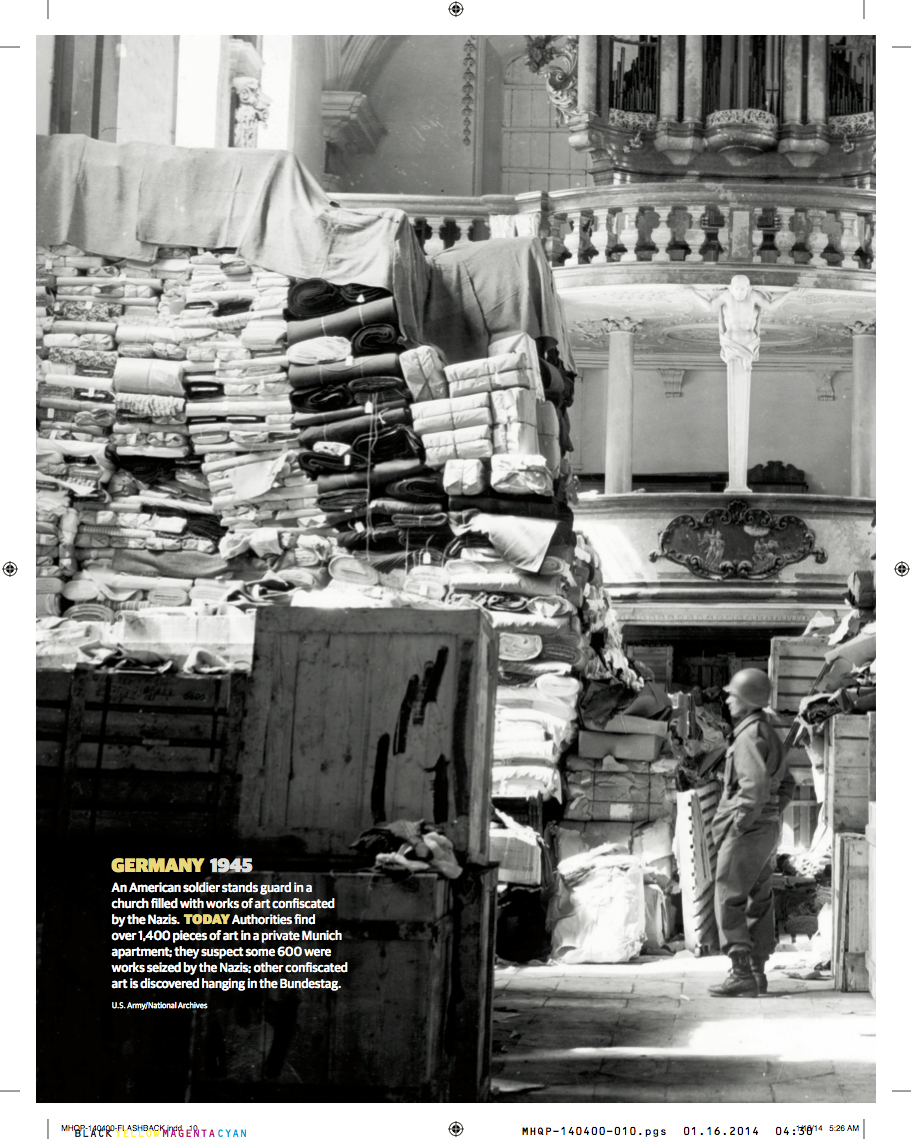 GERMANY 1945
An American soldier stands guard in a
church filled with works of art confiscated
by the Nazis. TODAY Authorities find
over 1,400 pieces of art in a private Munich
apartment; they suspect some 600 were
works seized by the Nazis; other confiscated
art is discovered hanging in the Bundestag.
U.S. Army/National Archives
MHQP-140400-FLASHBACK.indd 10
5:26 AM
BLACK YELLOW MAGENTA CYAN
MHQP-140400-010.pgs 01.16.2014 04:30